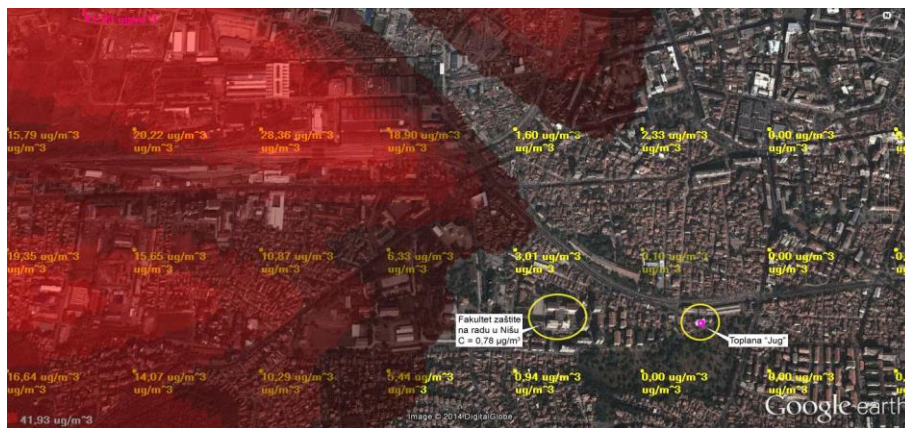 15,79 ug/m^3
ug/m^3
20,22 ug/m^3
ug/m^3
28,36 ug/m^3
ug/m^3
18,90 ug/m^3
ug/m^3
1,60 ug/m^3
ug/m^3
2,33 ug/m^3
ug/m^3
0,00 ug/m^3
ug/m^3
19,35 ug/m^3
ug/m^3
15,65 ug/m^3
ug/m^3
10,87 ug/m^3
ug/m^3
6,33 ug/m^3
ug/m^3
3,01 ug/m^3
ug/m^3
0,10 ug/m^3
ug/m^3
0,00 ug/m^3
ug/m^3
Fakultet zaštite
na radu u Nišu
C = 0,78 µg/m³
Toplana "Jug"
16,64 ug/m^3
ug/m^3
14,07 ug/m^3
ug/m^3
10,29 ug/m^3
ug/m^3
5,44 ug/m^3
ug/m^3
0,94 ug/m^3
ug/m^3
0,00 ug/m^3
ug/m^3
0,00 ug/m^3
ug/m^3
41,93 ug/m^3
Image © 2014 DigitalGlobe
Google earth